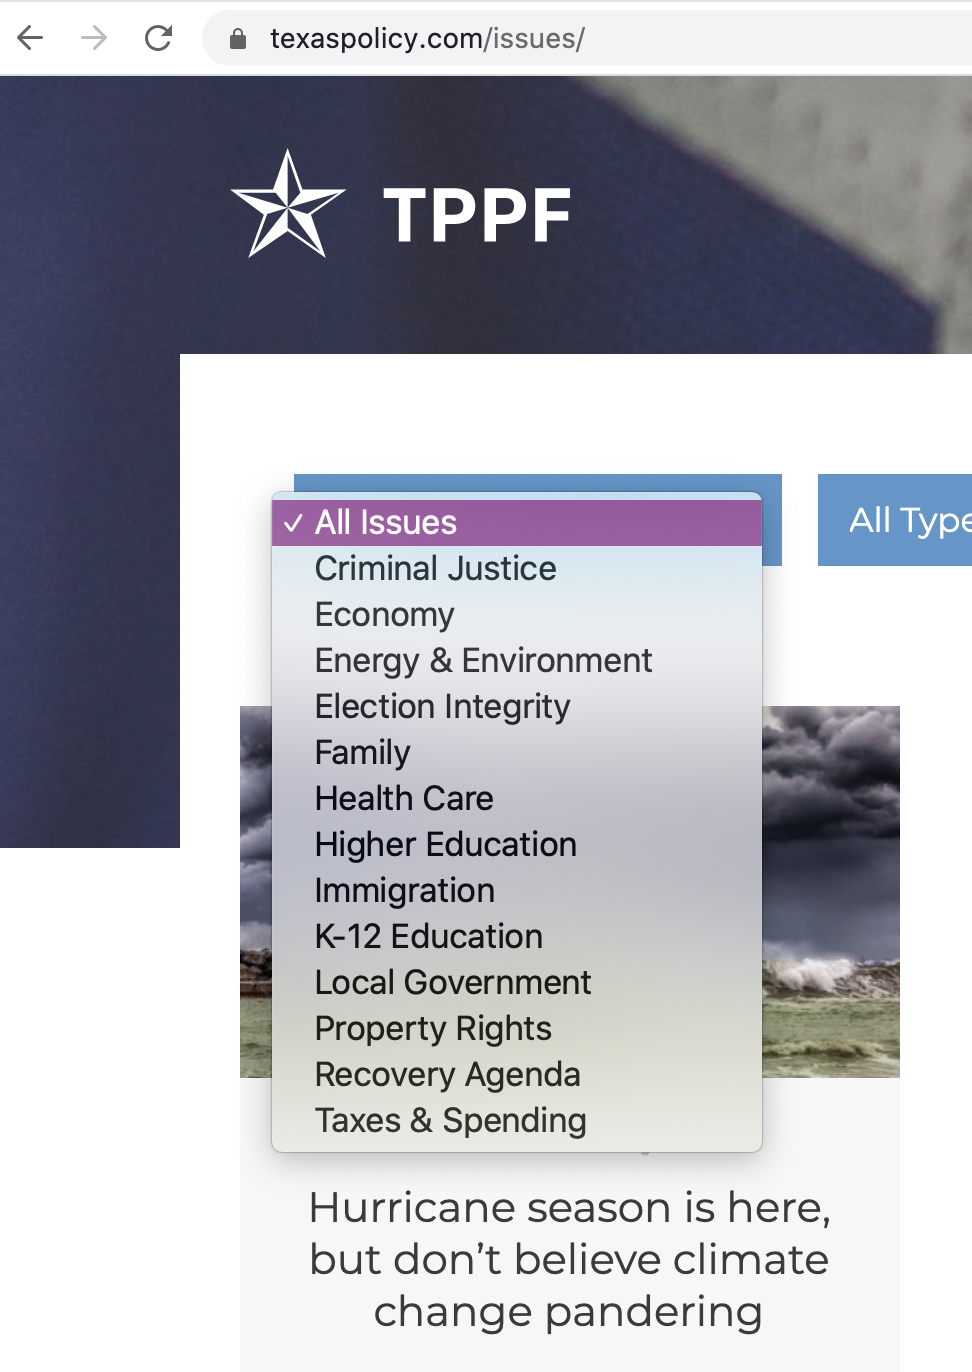 texaspolicy.com/issues/
TPPF
✓ All Issues
All Type
Criminal Justice
Economy
Energy & Environment
Election Integrity
Family
Health Care
Higher Education
Immigration
K-12 Education
Local Government
Property Rights
Recovery Agenda
Taxes & Spending
Hurricane season is here,
but don’t believe climate
change pandering